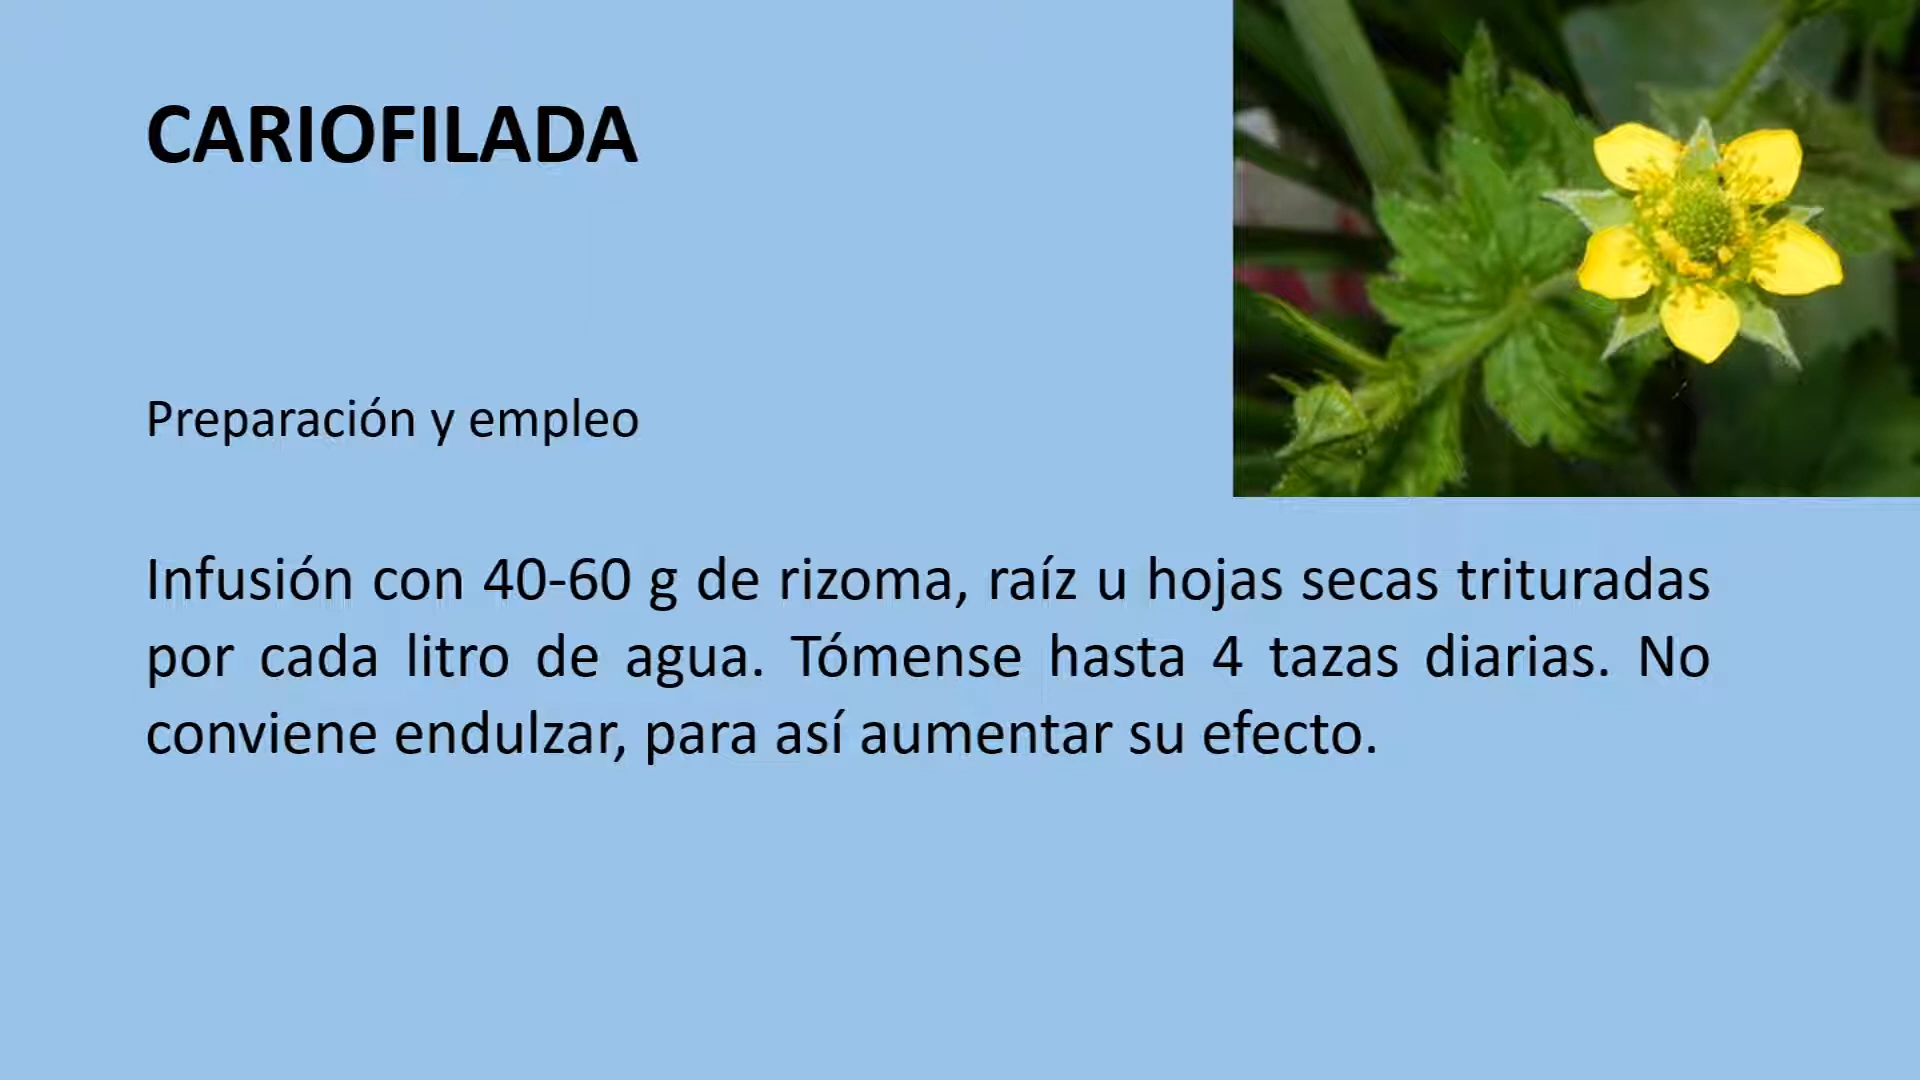 CARIOFILADA
Preparación y empleo
Infusión con 40-60 g de rizoma, raíz u hojas secas trituradas
por cada litro de agua. Tómense hasta 4 tazas diarias. No
conviene endulzar, para así aumentar su efecto.